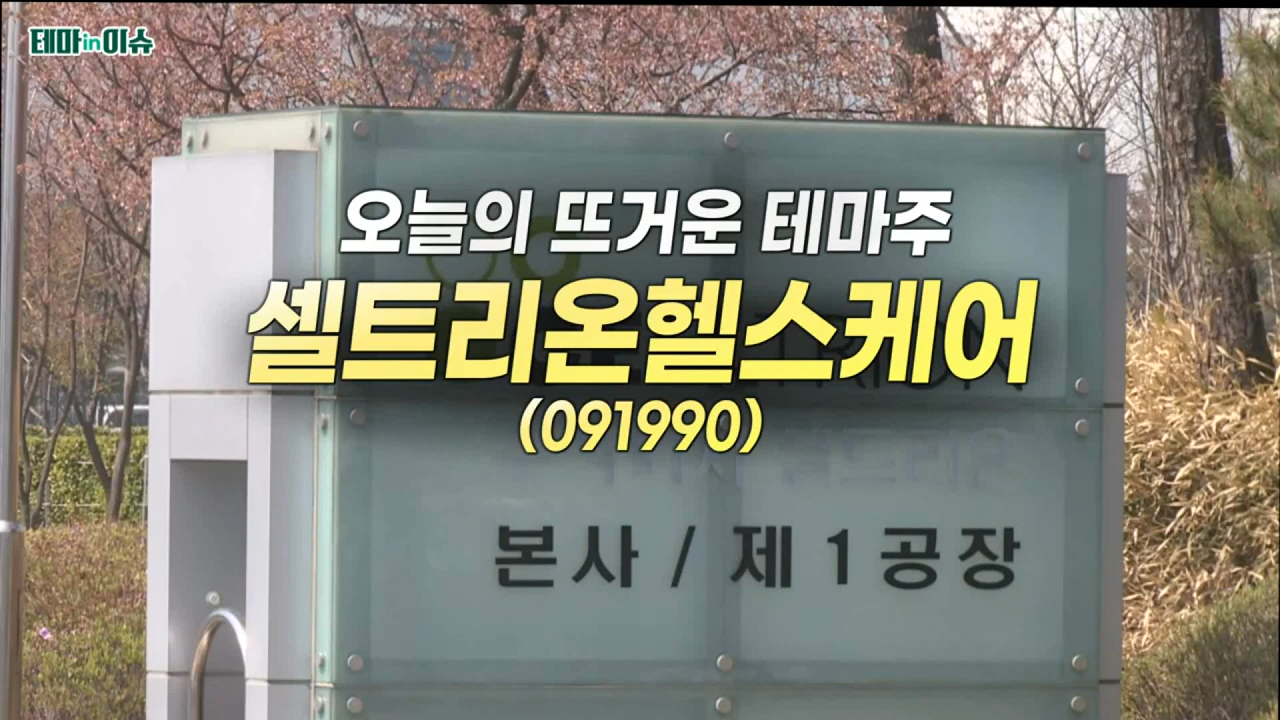 테마in이슈
오늘의 뜨거운 테마주
셀트리온헬스케어
(091990)
본사 / 제 1 공장